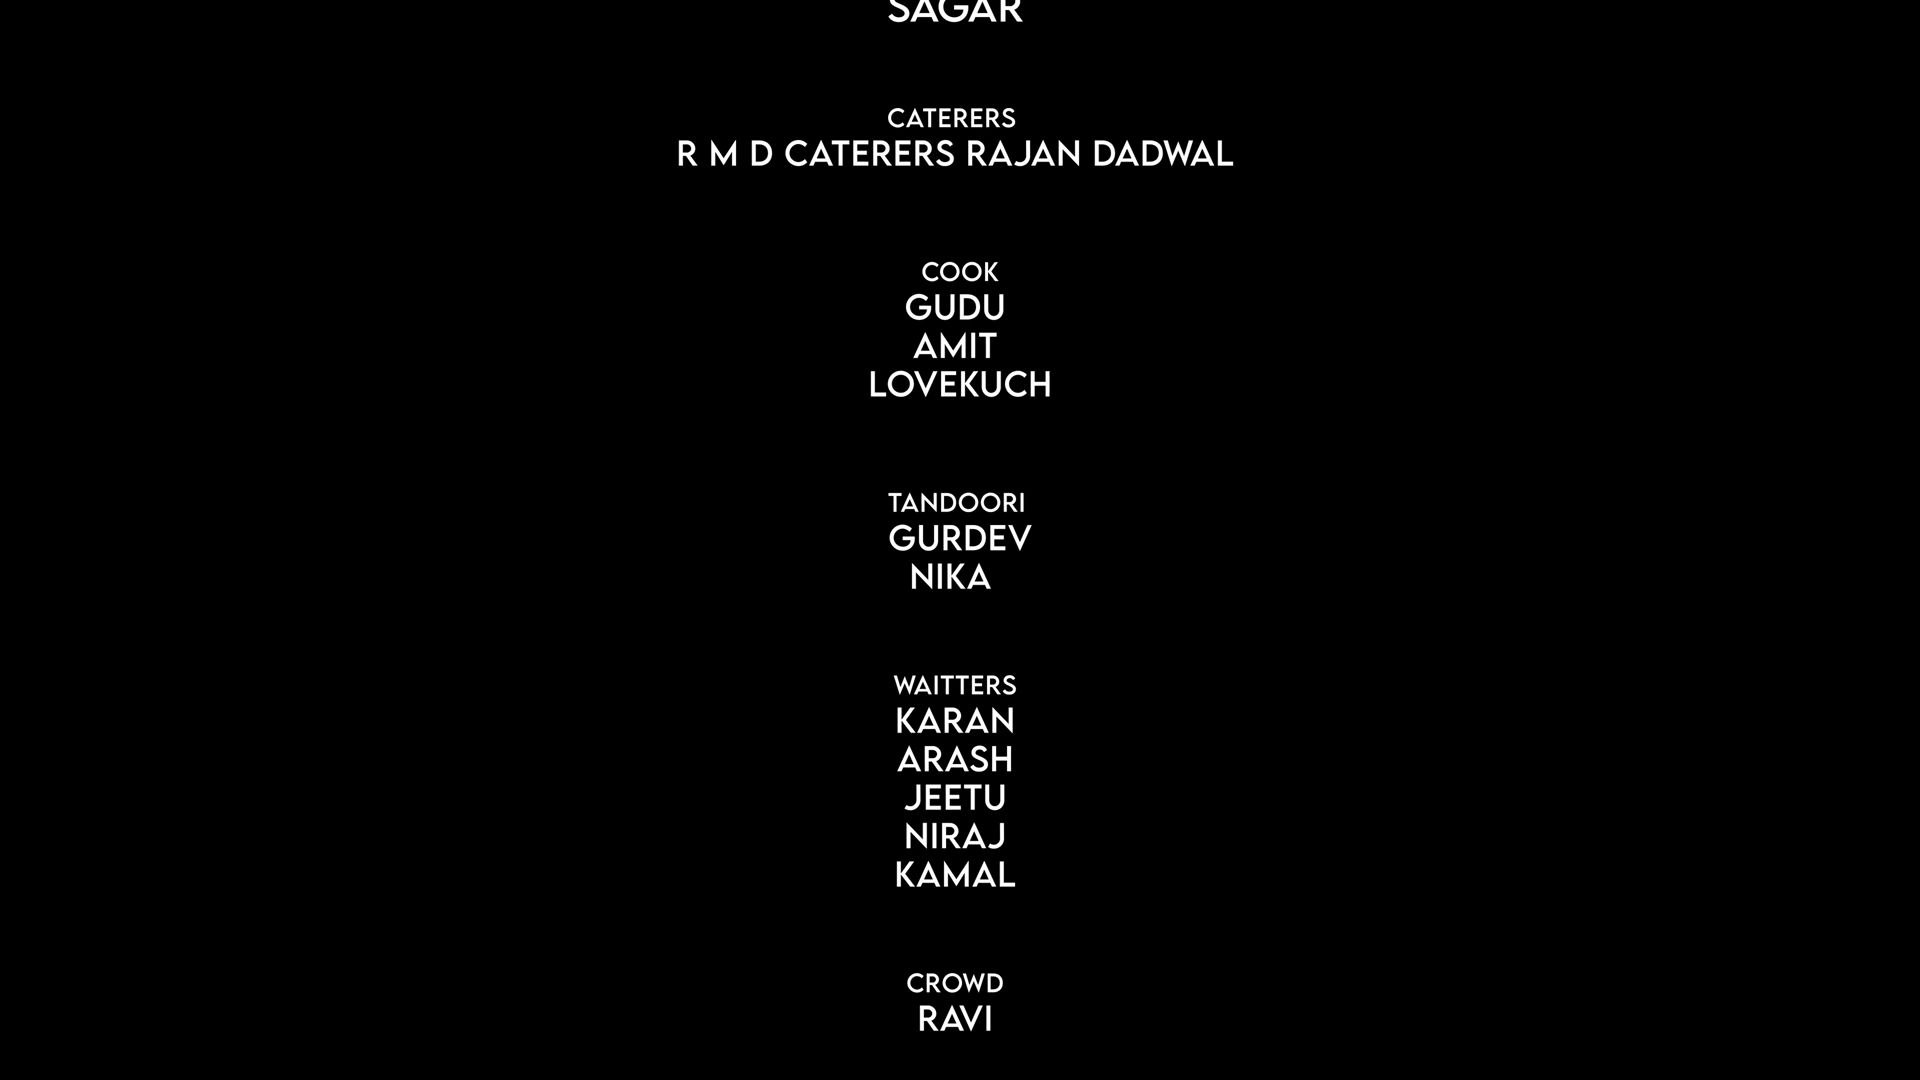 SAGAR
CATERERS
R M D CATERERS RAJAN DADWAL
COOK
GUDU
AMIT
LOVEKUCH
TANDOORI
GURDEV
NIKA
WAITTERS
KARAN
ARASH
JEETU
NIRAJ
KAMAL
CROWD
RAVI